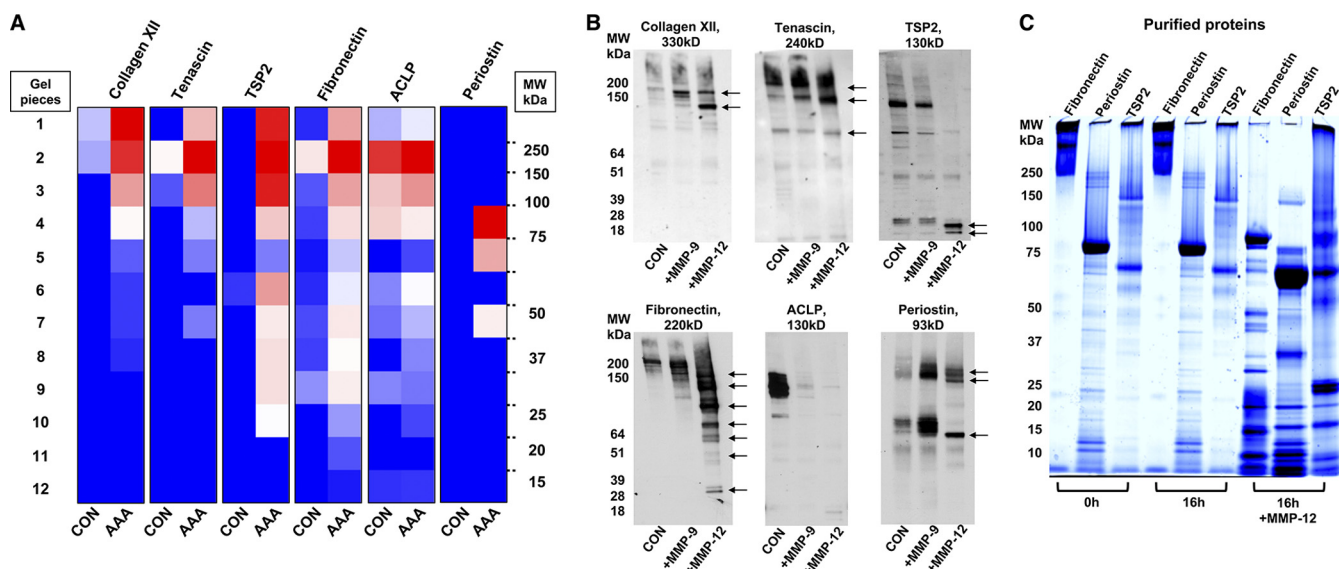 A
Gel
pieces
Collagen XII
Tenascin
TSP2
Fibronectin
ACLP
Periostin
MW
kDa
1
2
3
4
5
6
7
8
9
10
11
12
250
150
100
75
50
37
25
20
15
CON
AAA
CON
AAA
CON
AAA
CON
AAA
CON
AAA
CON
AAA
B
MW
kDa
Collagen XII,
330kD
Tenascin,
240kD
TSP2,
130kD
200
150
64
51
39
28
18
CON
+MMP-9
+MMP-12
CON
+MMP-9
+MMP-12
CON
+MMP-9
+MMP-12
MW
kDa
Fibronectin,
220kD
ACLP,
130kD
Periostin,
93kD
200
150
64
51
39
28
18
CON
+MMP-9
+MMP-12
CON
+MMP-9
+MMP-12
CON
+MMP-9
+MMP-12
C
Purified proteins
Fibronectin
Periostin
TSP2
Fibronectin
Periostin
TSP2
Fibronectin
Periostin
TSP2
MW
kDa
250
150
100
75
50
37
25
20
15
10
0h
16h
16h
+MMP-12